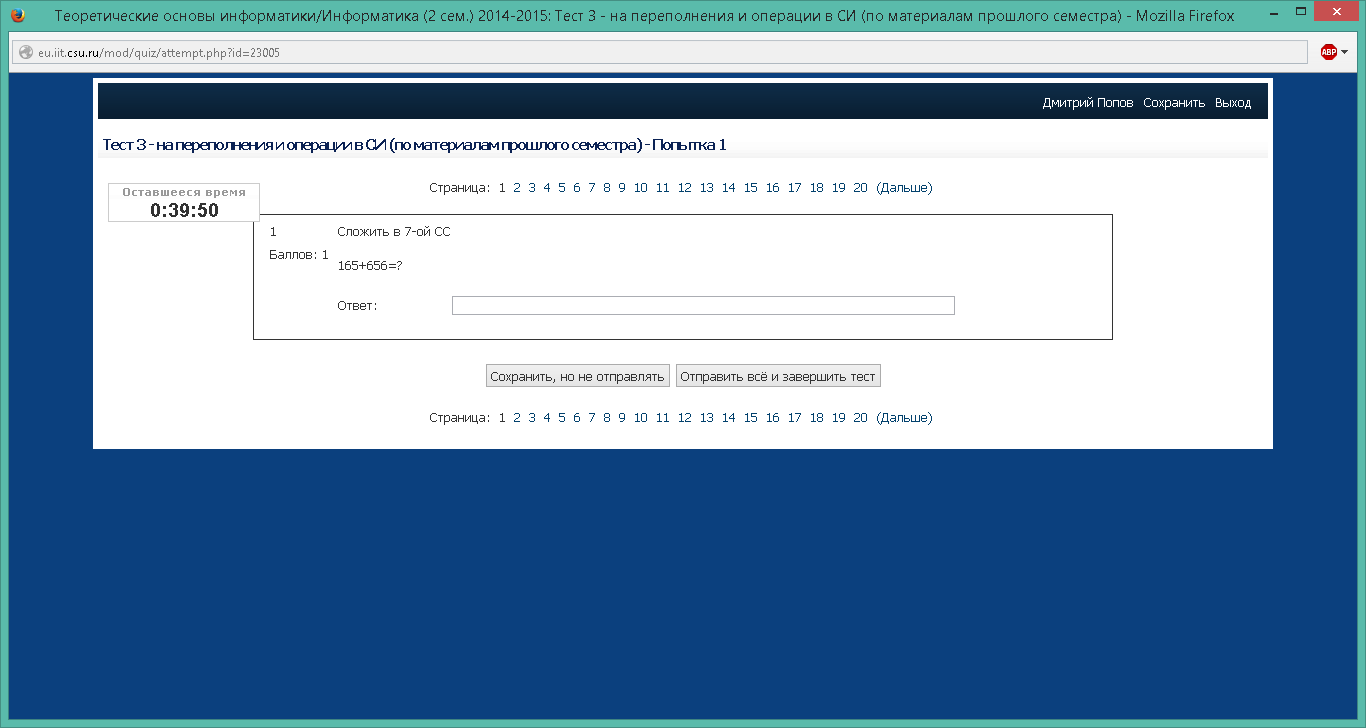 Теоретические основы информатики/Информатика (2 сем.) 2014-2015: Тест 3 - на переполнения и операции в СИ (по материалам прошлого семестра) - Mozilla Firefox
eu.iit.csu.ru/mod/quiz/attempt.php?id=23005
ABP
Дмитрий Попов Сохранить Выход
Тест 3 - на переполнения и операции в СИ (по материалам прошлого семестра) - Попытка 1
Оставшееся время
0:39:50
Страница: 1 2 3 4 5 6 7 8 9 10 11 12 13 14 15 16 17 18 19 20 (Дальше)
1
Баллов: 1
Сложить в 7-ой СС
165+656=?
Ответ:
Сохранить, но не отправлять Отправить всё и завершить тест
Страница: 1 2 3 4 5 6 7 8 9 10 11 12 13 14 15 16 17 18 19 20 (Дальше)